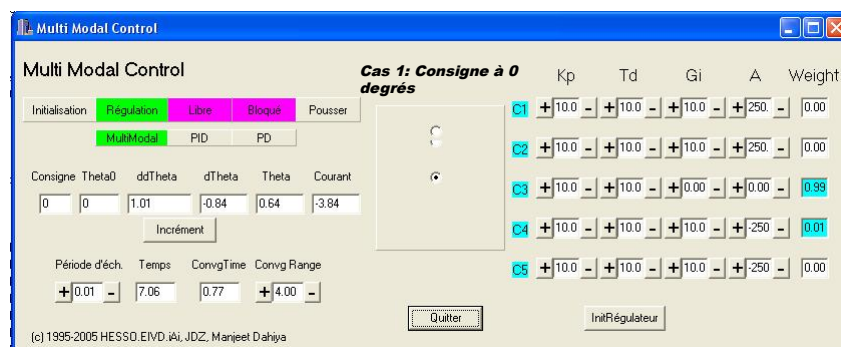 Multi Modal Control
Multi Modal Control
Cas 1: Consigne à 0
degrés
Kp Td Gi A Weight
Initialisation Régulation Libre Bloqué Pousser
MultiModal PID PD
C1 + 10.0 - + 10.0 - + 10.0 - + 250. - 0.00
C2 + 10.0 - + 10.0 - + 10.0 - + 250. - 0.00
C3 + 10.0 - + 10.0 - + 0.00 - + 0.00 - 0.99
C4 + 10.0 - + 10.0 - + 10.0 - + -250 - 0.01
C5 + 10.0 - + 10.0 - + 10.0 - + -250 - 0.00
Consigne Theta0 ddTheta dTheta Theta Courant
0 0 1.01 -0.84 0.64 -3.84
Incrément
Période d'éch. Temps ConvgTime Convg Range
+ 0.01 - 7.06 0.77 + 4.00 -
Quitter
InitRégulateur
(c) 1995-2005 HESSO.EIVD.iAi, JDZ, Manjeet Dahiya